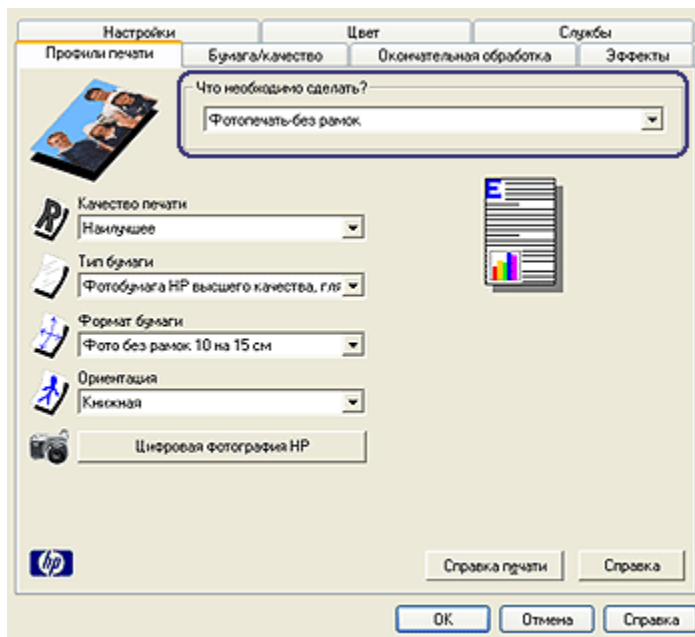 Настройки
Цвет
Службы
Профили печати
Бумага/качество
Окончательная обработка
Эффекты
Что необходимо сделать?
Фотопечать-без рамок
Качество печати
Наилучшее
Тип бумаги
Фотобумага HP высшего качества, гля
Формат бумаги
Фото без рамок 10 на 15 см
Ориентация
Книжная
Цифровая фотография HP
E
hp
Справка печати
Справка
OK
Отмена
Справка